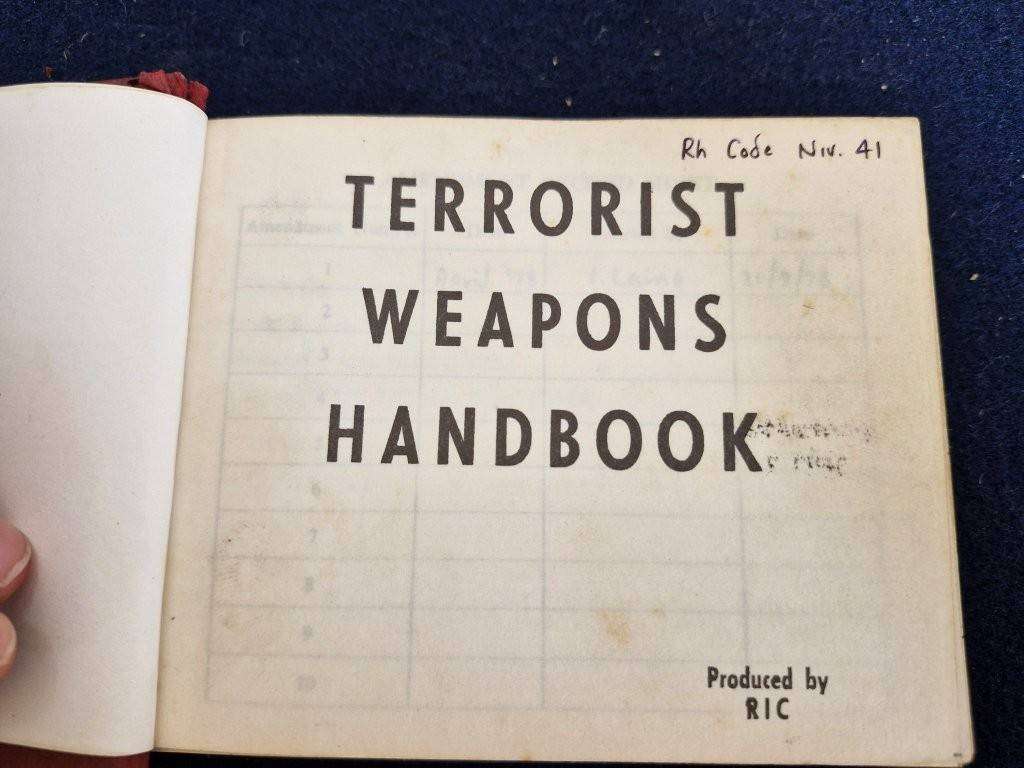 Rh Code Niv. 41
TERRORIST
WEAPONS
HANDBOOK
Produced by
RIC